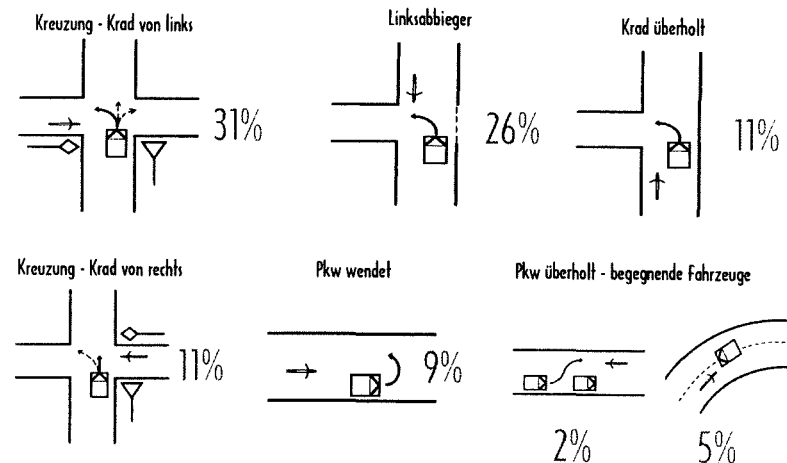 Kreuzung - Krad von links
31%
Linksabbieger
26%
Krad überholt
11%
Kreuzung - Krad von rechts
11%
Pkw wendet
9%
Pkw überholt - begegnende Fahrzeuge
2%
5%